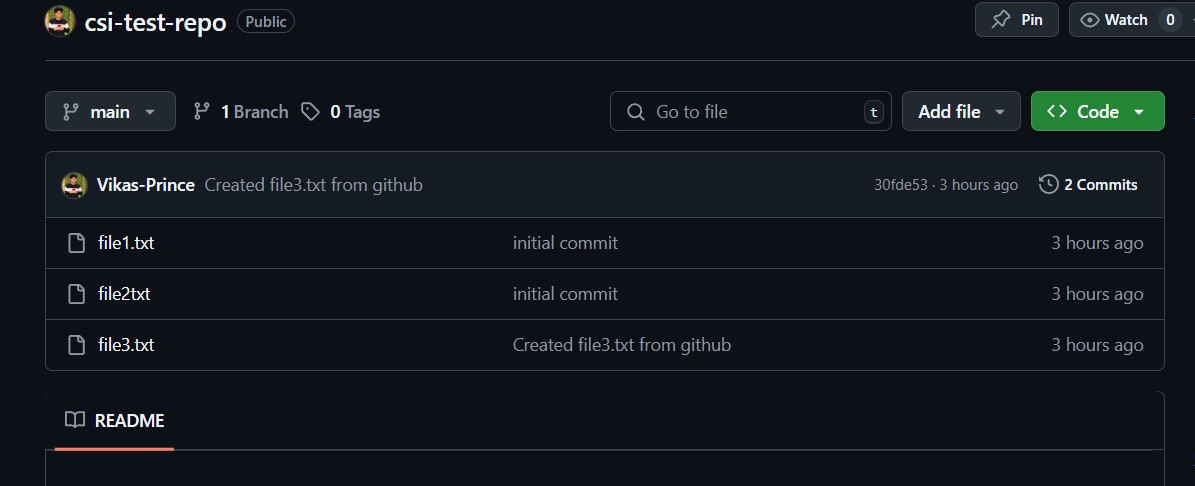 csi-test-repo Public Pin Watch 0
main 1 Branch 0 Tags Go to file t Add file Code
Vikas-Prince Created file3.txt from github 30fde53 · 3 hours ago 2 Commits
file1.txt initial commit 3 hours ago
file2txt initial commit 3 hours ago
file3.txt Created file3.txt from github 3 hours ago
README